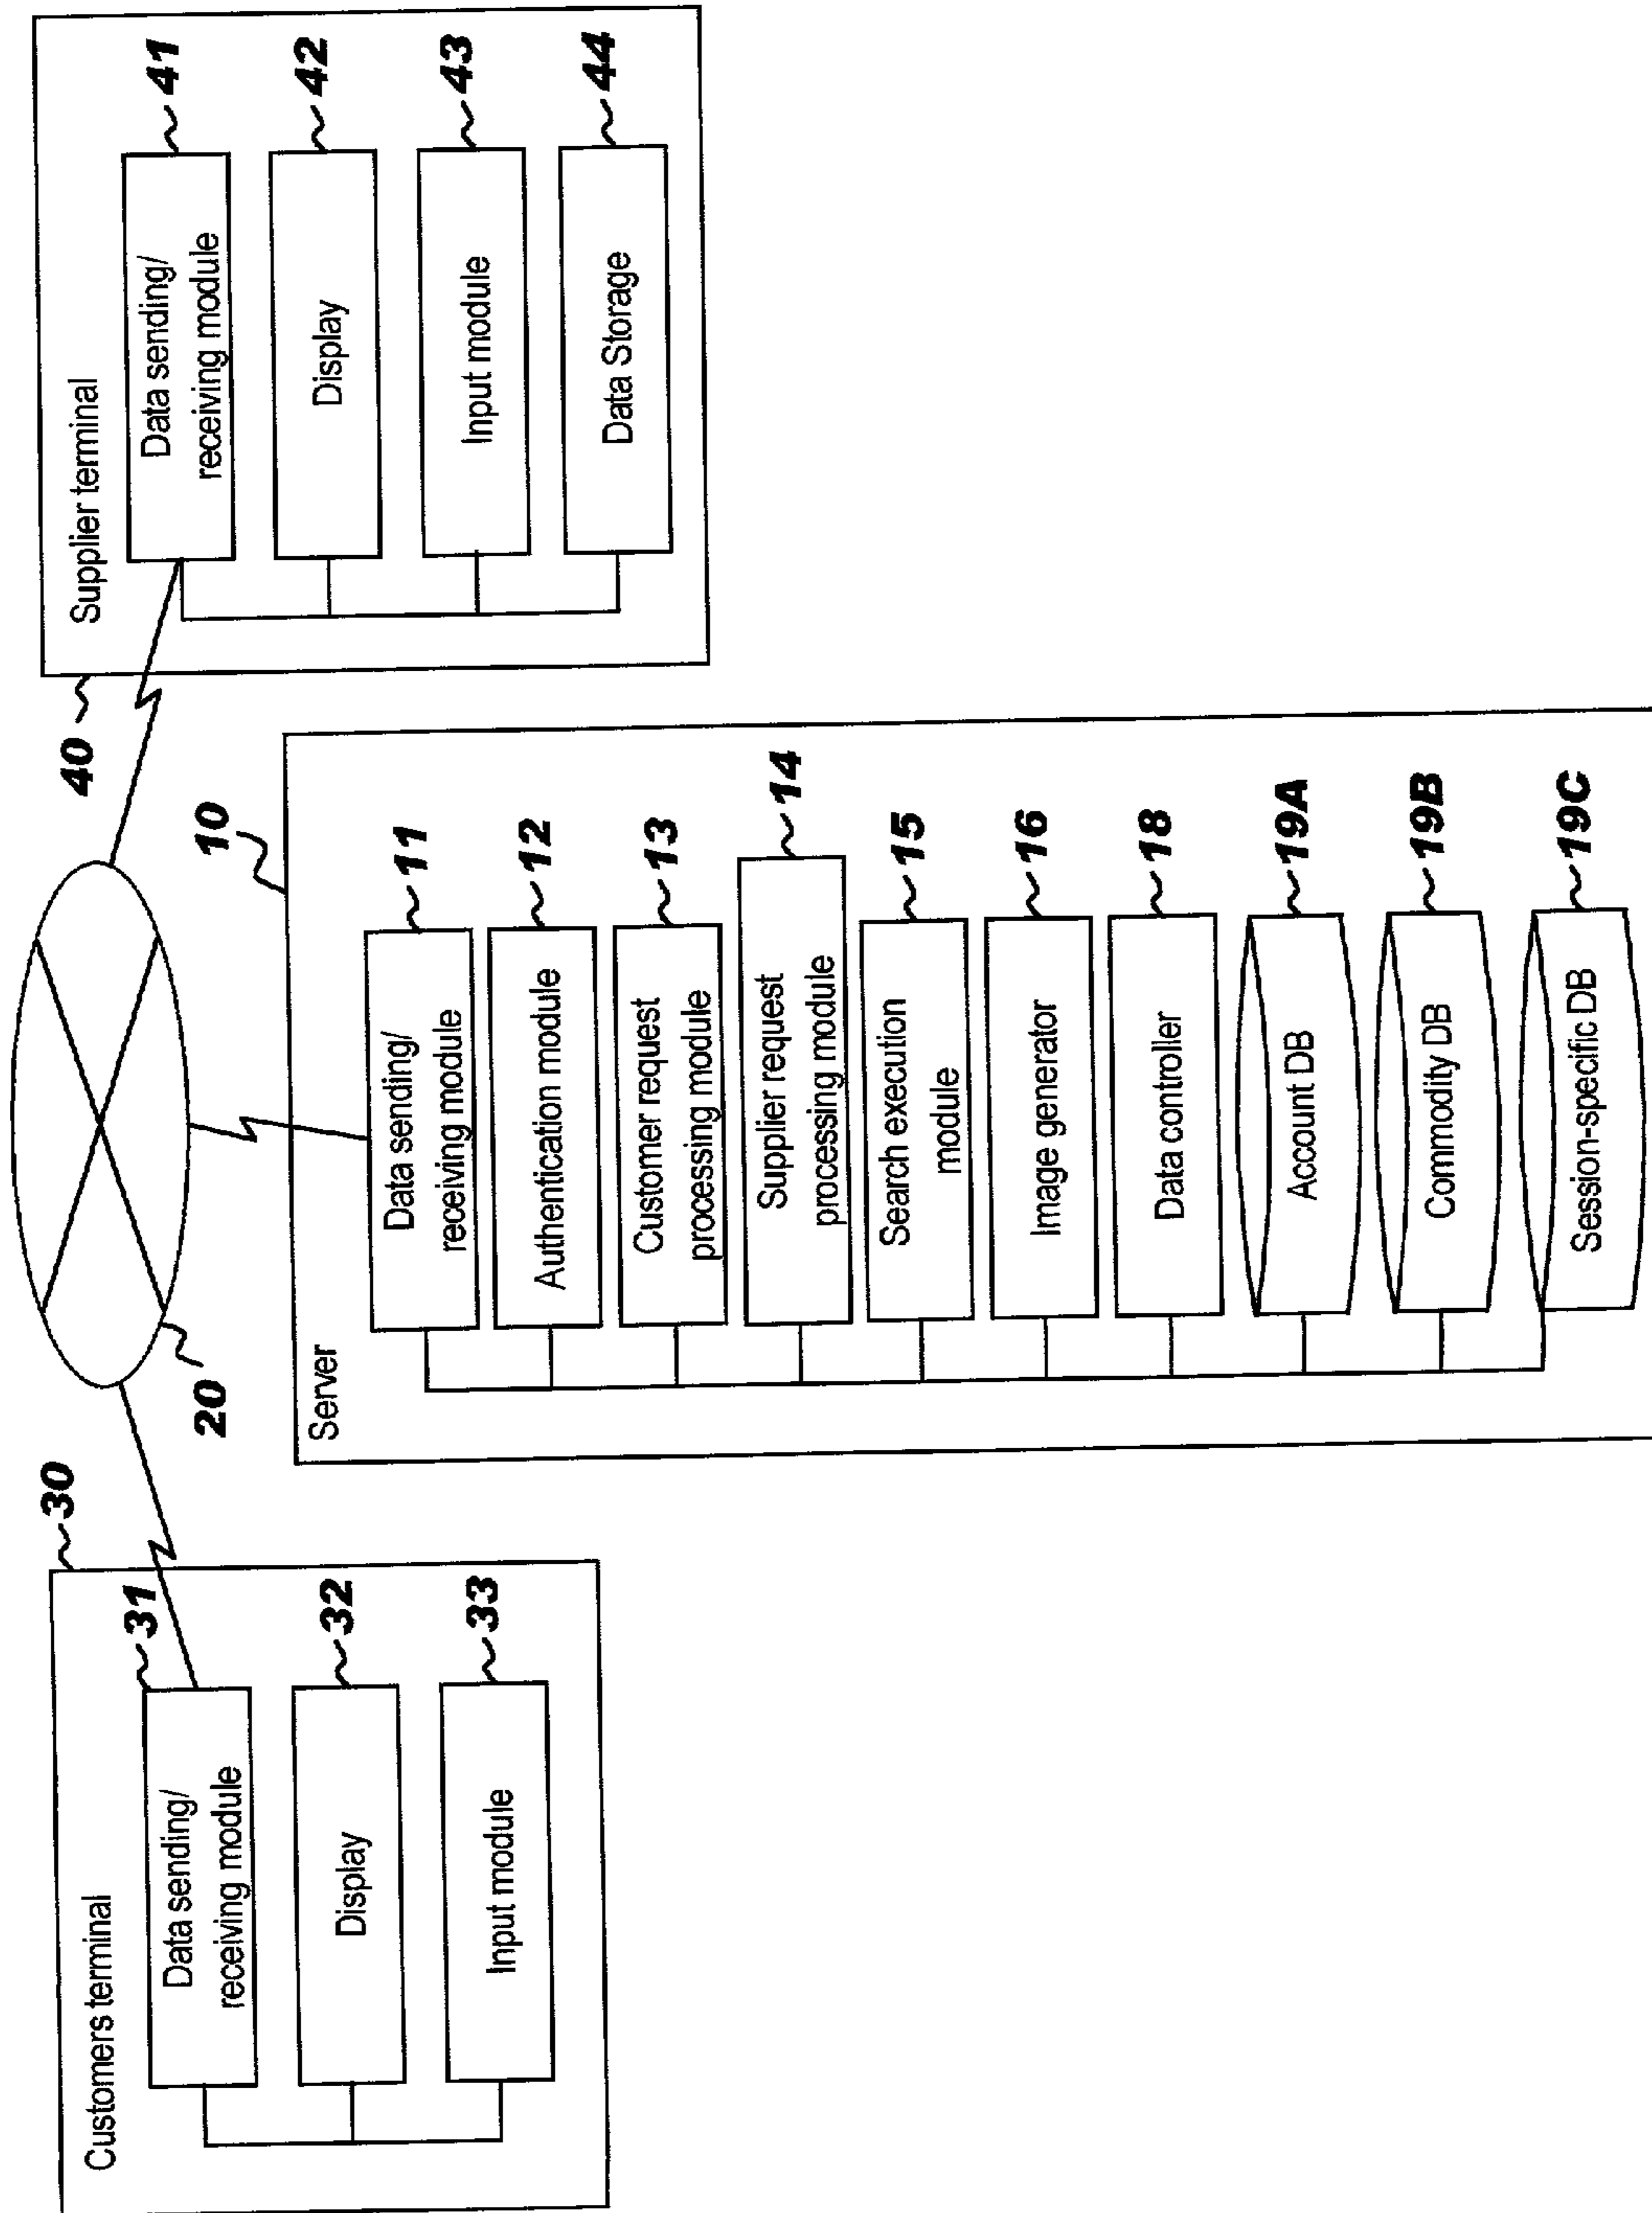 30
Customers terminal
Data sending/
receiving module
31
Display
32
Input module
33
20
10
Server
Data sending/
receiving module
11
Authentication module
12
Customer request
processing module
13
Supplier request
processing module
14
Search execution
module
15
Image generator
16
Data controller
18
Account DB
19A
Commodity DB
19B
Session-specific DB
19C
40
Supplier terminal
Data sending/
receiving module
41
Display
42
Input module
43
Data Storage
44